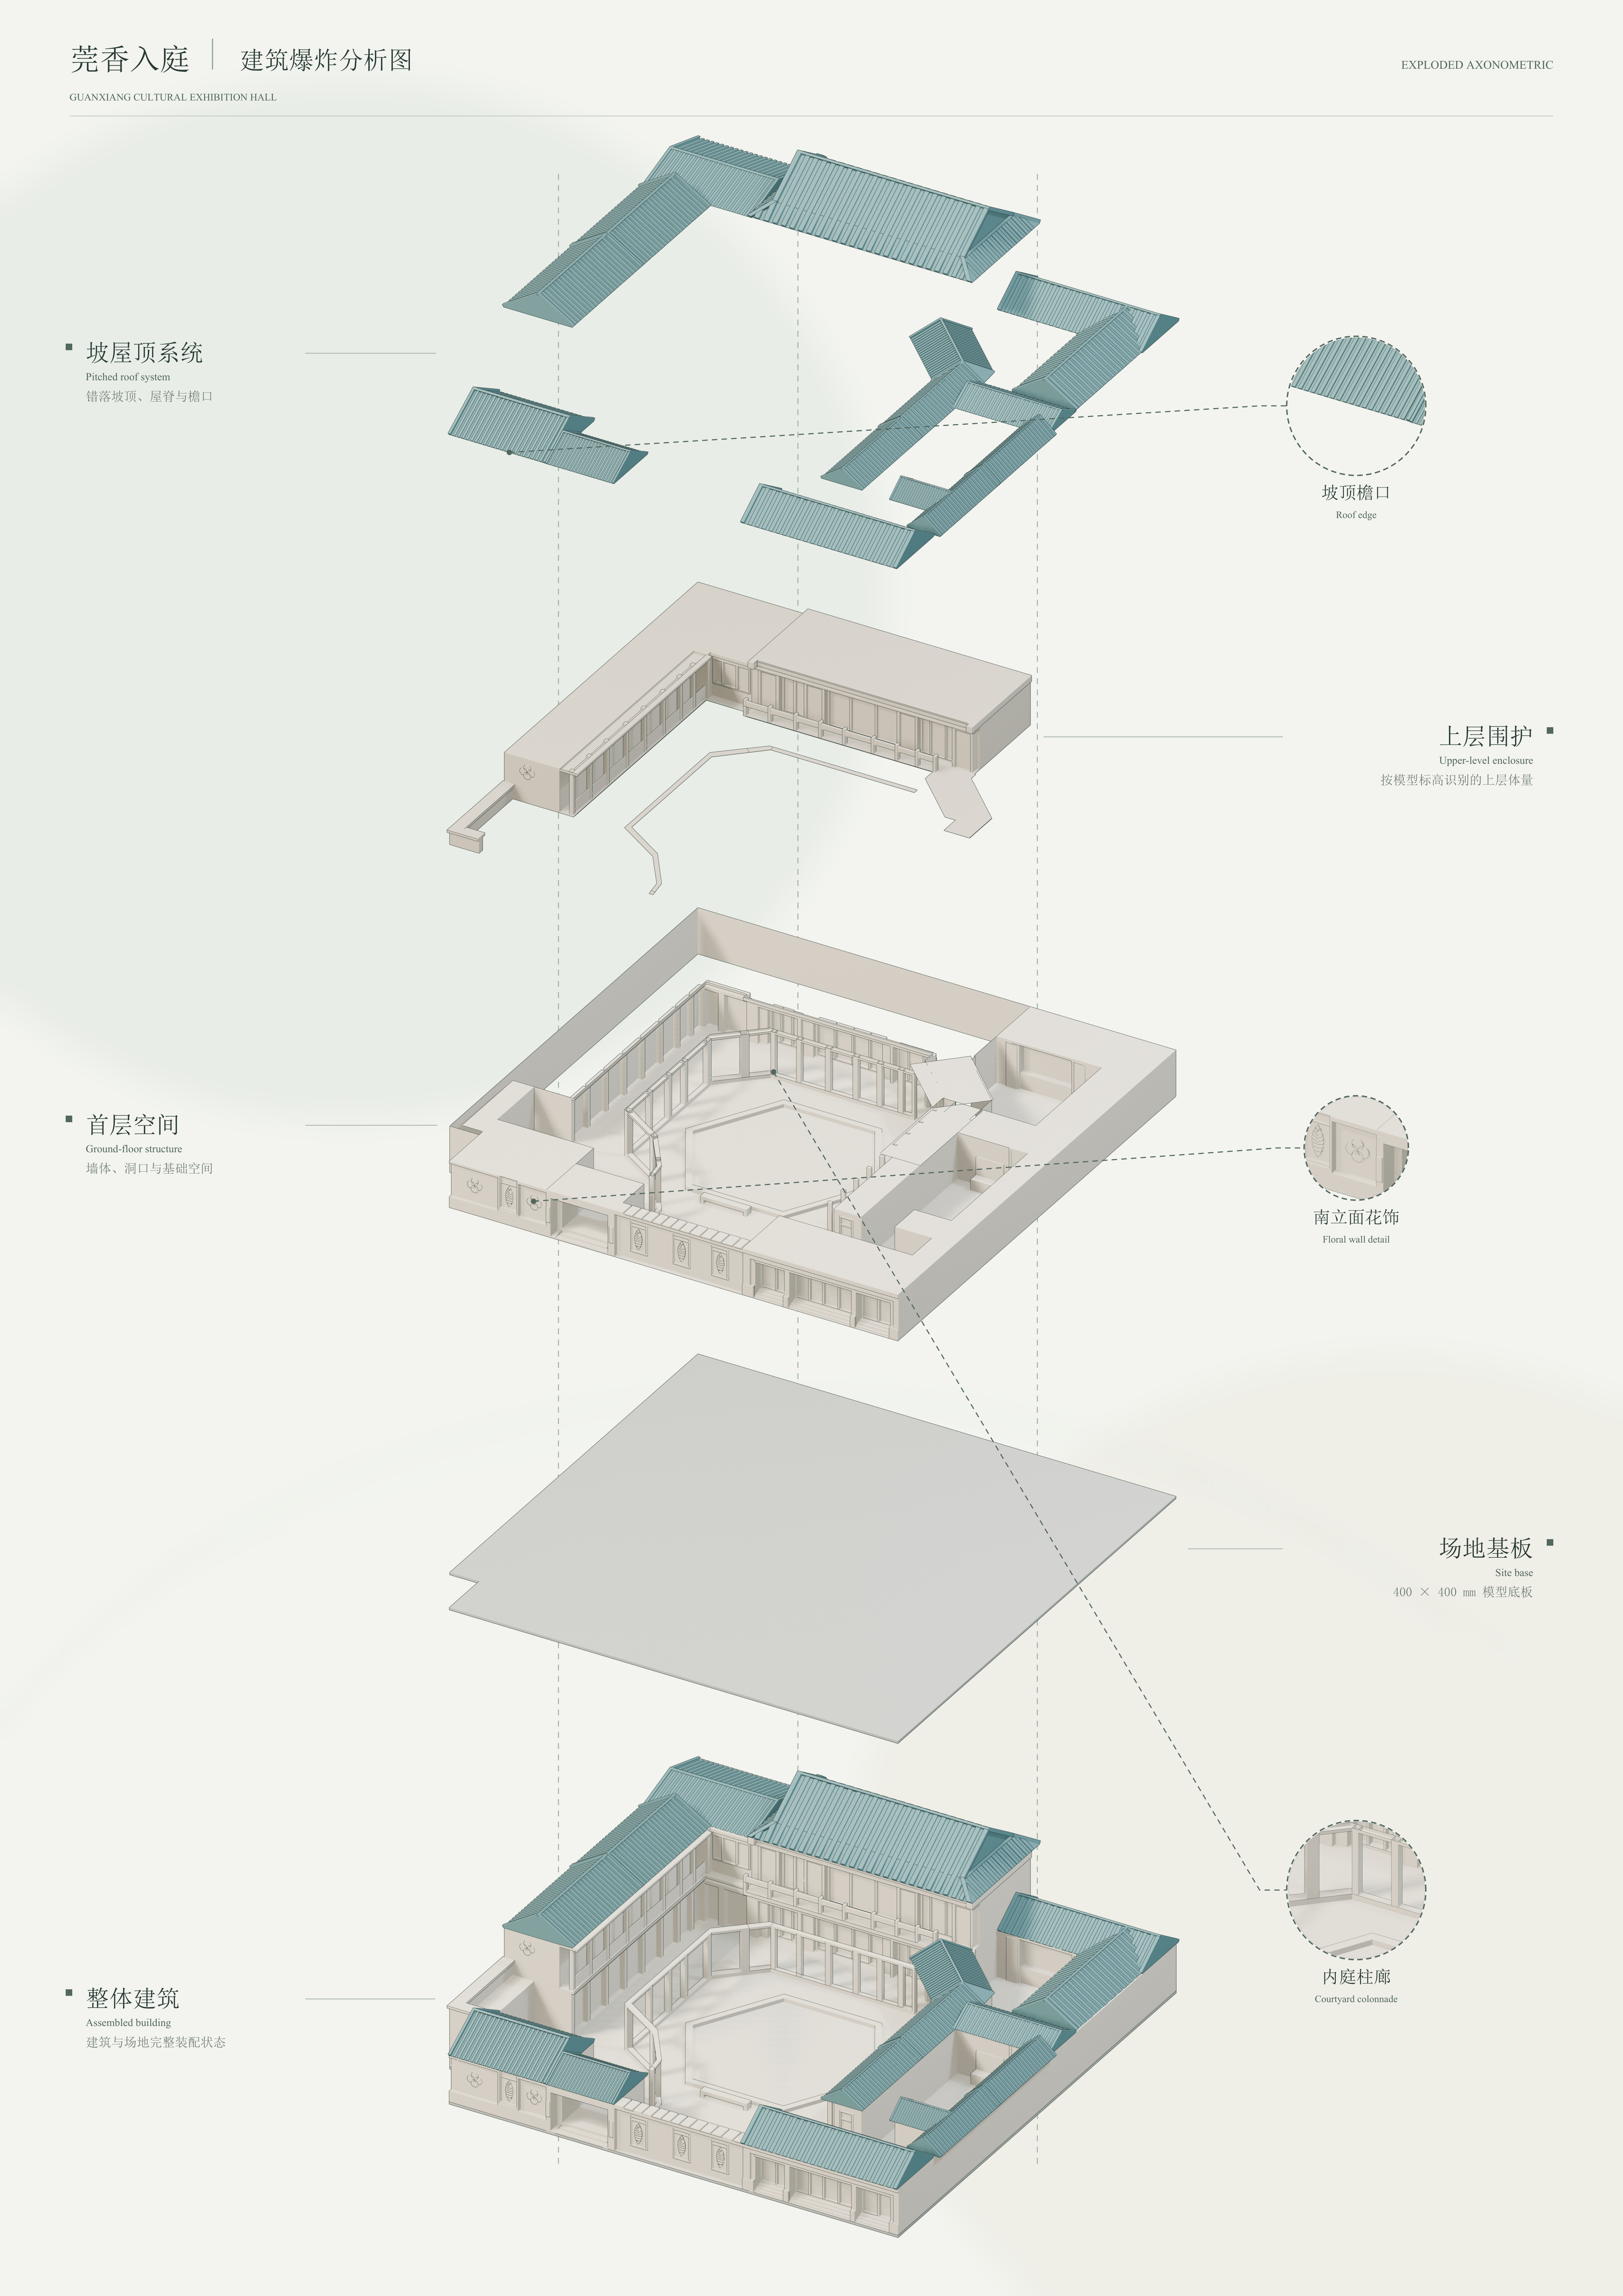 莞香入庭
建筑爆炸分析图
EXPLODED AXONOMETRIC
GUANXIANG CULTURAL EXHIBITION HALL
坡屋顶系统
Pitched roof system
错落坡顶、屋脊与檐口
坡顶檐口
Roof edge
上层围护
Upper-level enclosure
按模型标高识别的上层体量
首层空间
Ground-floor structure
墙体、洞口与基础空间
南立面花饰
Floral wall detail
场地基板
Site base
400 × 400 mm 模型底板
内庭柱廊
Courtyard colonnade
整体建筑
Assembled building
建筑与场地完整装配状态